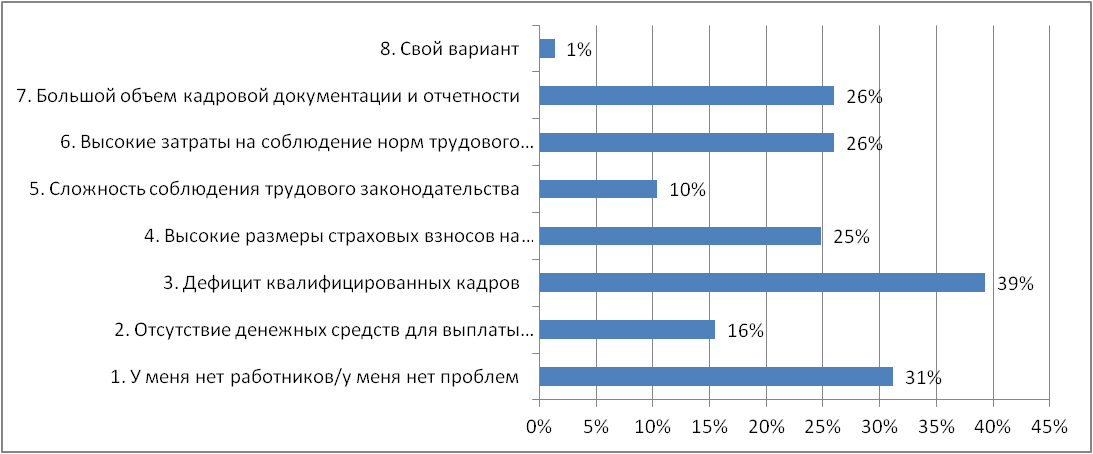 8. Свой вариант 1%
7. Большой объем кадровой документации и отчетности 26%
6. Высокие затраты на соблюдение норм трудового... 26%
5. Сложность соблюдения трудового законодательства 10%
4. Высокие размеры страховых взносов на... 25%
3. Дефицит квалифицированных кадров 39%
2. Отсутствие денежных средств для выплаты... 16%
1. У меня нет работников/у меня нет проблем 31%
0% 5% 10% 15% 20% 25% 30% 35% 40% 45%